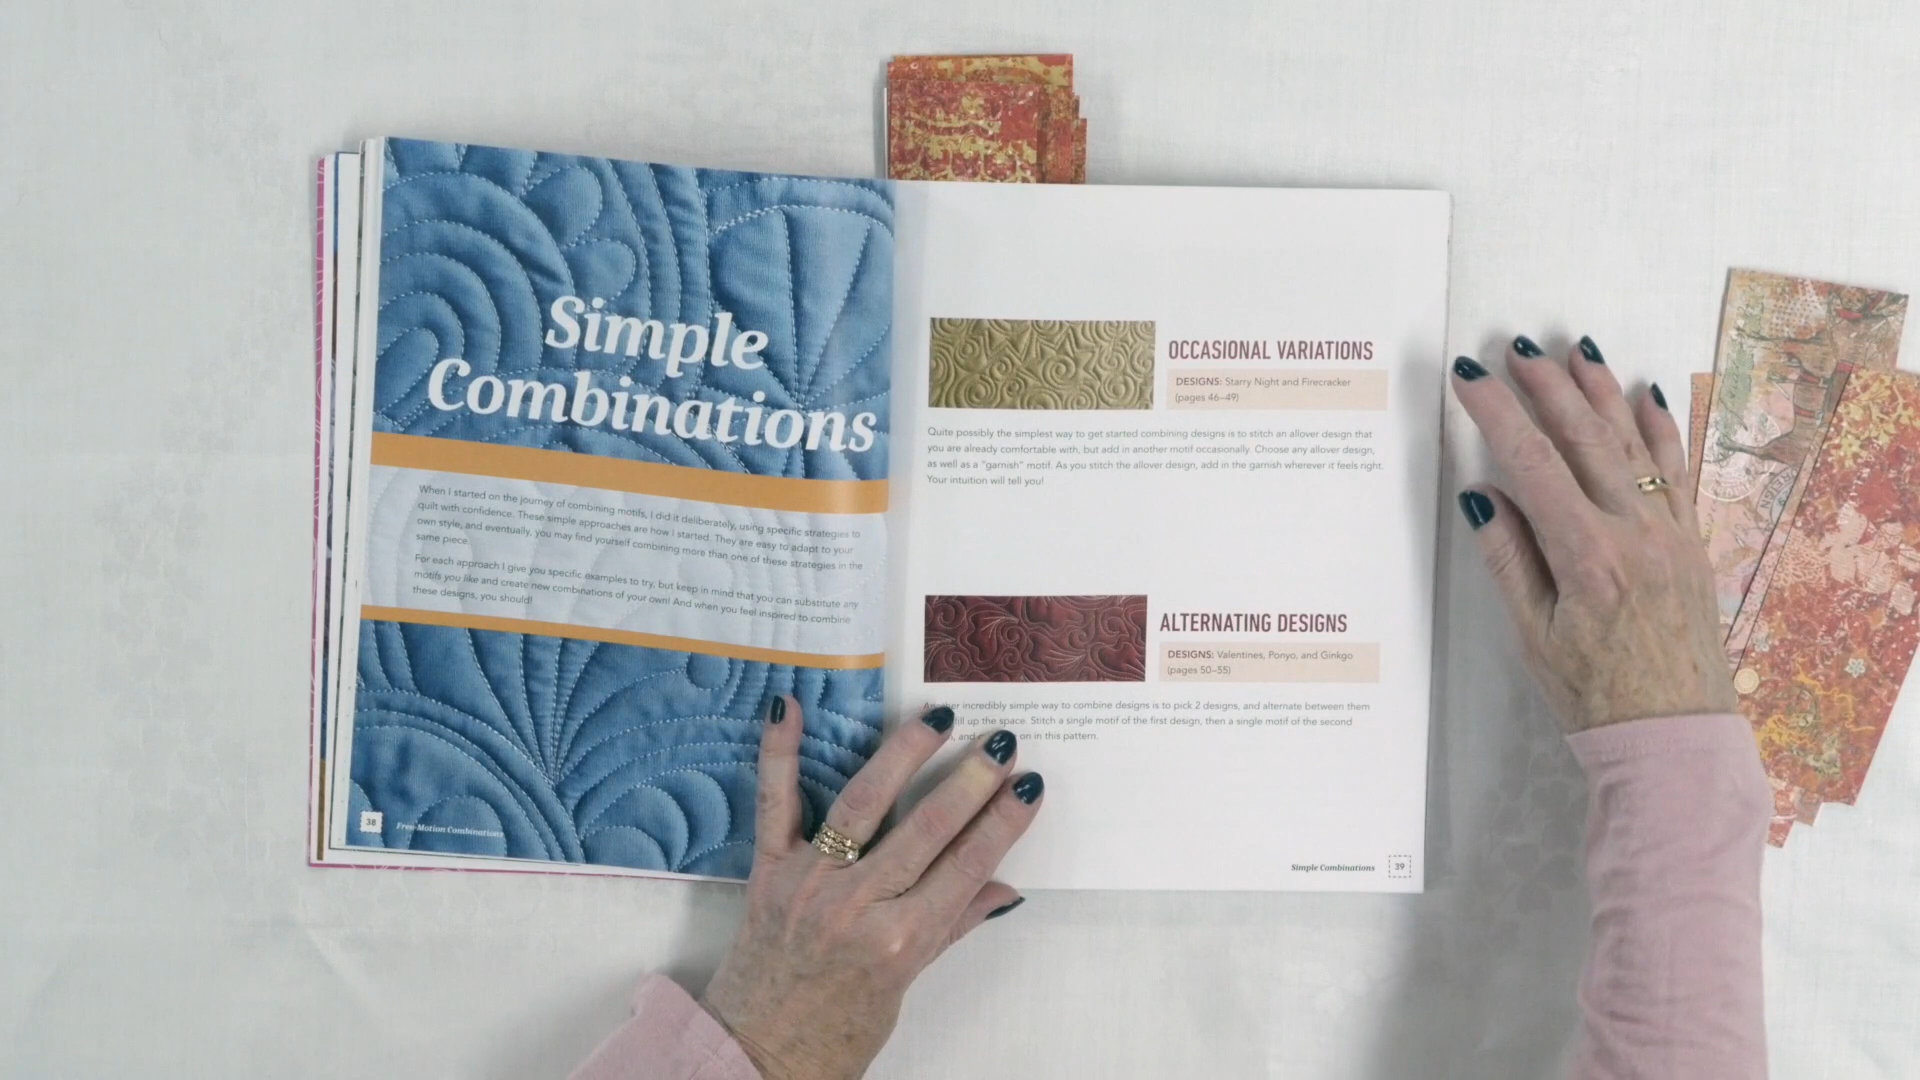 Simple
Combinations
When I started on the journey of combining motifs, I did it deliberately, using specific strategies to
quilt with confidence. These simple approaches are how I started. They are easy to adapt to your
own style, and eventually, you may find yourself combining more than one of these strategies in the
same piece.
For each approach I give you specific examples to try, but keep in mind that you can substitute any
motifs you like and create new combinations of your own! And when you feel inspired to combine
these designs, you should!
38 Free-Motion Combinations
OCCASIONAL VARIATIONS
DESIGNS: Starry Night and Firecracker
(pages 46–49)
Quite possibly the simplest way to get started combining designs is to stitch an allover design that
you are already comfortable with, but add in another motif occasionally. Choose any allover design,
as well as a "garnish" motif. As you stitch the allover design, add in the garnish wherever it feels right.
Your intuition will tell you!
ALTERNATING DESIGNS
DESIGNS: Valentines, Ponyo, and Ginkgo
(pages 50–55)
incredibly simple way to combine designs is to pick 2 designs, and alternate between them
fill up the space. Stitch a single motif of the first design, then a single motif of the second
and on in this pattern.
Simple Combinations 39